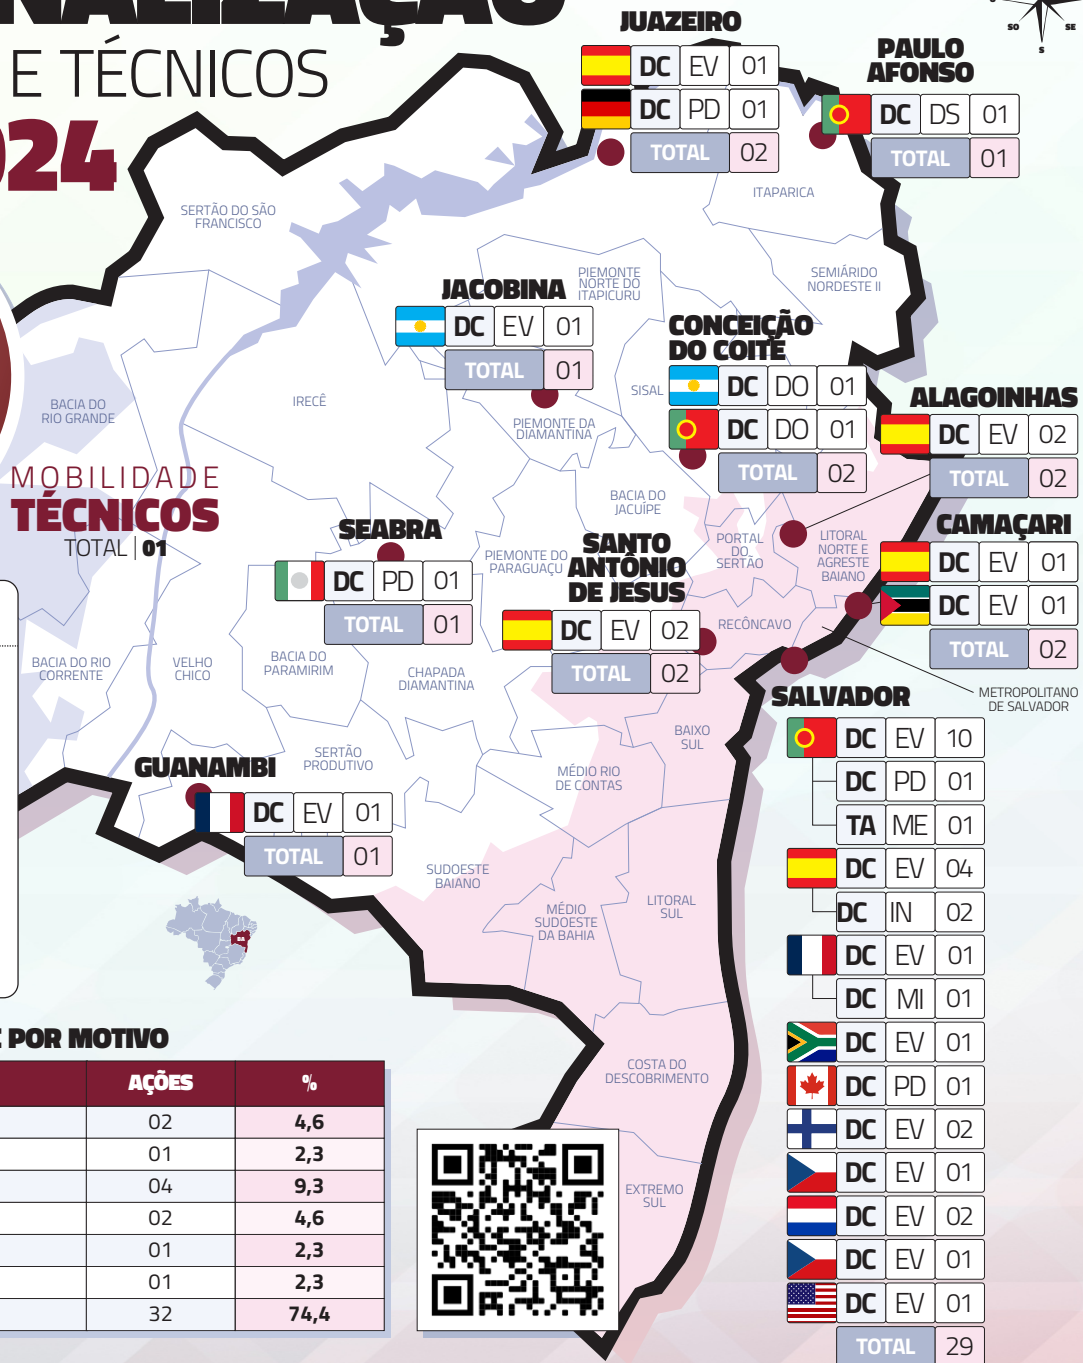 NALIZAÇÃO
E TÉCNICOS
024
SO
S
SE
JUAZEIRO
DC EV 01
DC PD 01
TOTAL 02
PAULO
AFONSO
DC DS 01
TOTAL 01
ITAPARICA
SERTÃO DO SÃO
FRANCISCO
PIEMONTE
NORTE DO
ITAPICURU
SEMIÁRIDO
NORDESTE II
JACOBINA
DC EV 01
TOTAL 01
CONCEIÇÃO
DO COITÉ
DC DO 01
DC DO 01
TOTAL 02
SISAL
IRECÊ
BACIA DO
RIO GRANDE
PIEMONTE DA
DIAMANTINA
ALAGOINHAS
DC EV 02
TOTAL 02
MOBILIDADE
TÉCNICOS
TOTAL | 01
BACIA DO
JACUÍPE
SEABRA
DC PD 01
TOTAL 01
PIEMONTE DO
PARAGUAÇU
SANTO
ANTÔNIO
DE JESUS
DC EV 02
TOTAL 02
PORTAL
DO
SERTÃO
LITORAL
NORTE E
AGRESTE
BAIANO
CAMAÇARI
DC EV 01
DC EV 01
TOTAL 02
RECÔNCAVO
BACIA DO RIO
CORRENTE
VELHO
CHICO
BACIA DO
PARAMIRIM
CHAPADA
DIAMANTINA
METROPOLITANO
DE SALVADOR
BAIXO
SUL
SERTÃO
PRODUTIVO
MÉDIO RIO
DE CONTAS
GUANAMBI
DC EV 01
TOTAL 01
SUDOESTE
BAIANO
MÉDIO
SUDOESTE
DA BAHIA
LITORAL
SUL
COSTA DO
DESCOBRIMENTO
EXTREMO
SUL
BA
SALVADOR
DC EV 10
DC PD 01
TA ME 01
DC EV 04
DC IN 02
DC EV 01
DC MI 01
DC EV 01
DC PD 01
DC EV 02
DC EV 01
DC EV 02
DC EV 01
DC EV 01
TOTAL 29
POR MOTIVO
AÇÕES %
02 4,6
01 2,3
04 9,3
02 4,6
01 2,3
01 2,3
32 74,4